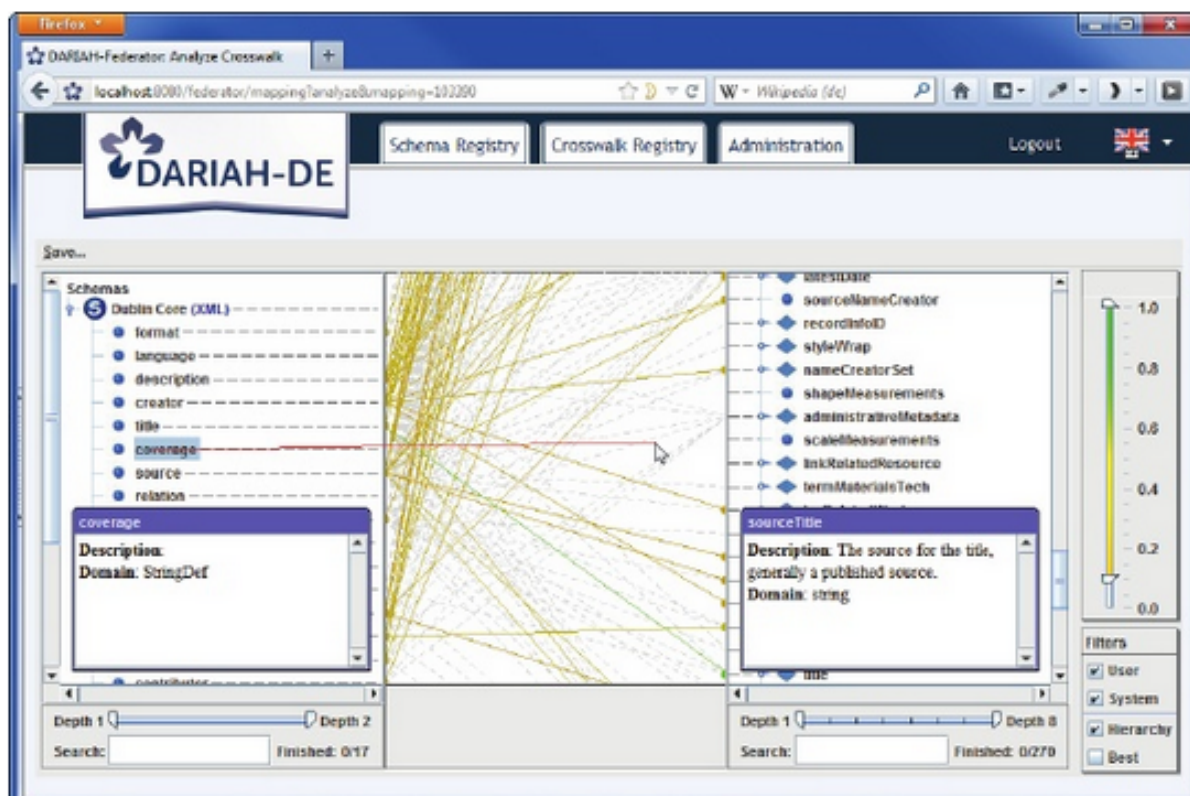 Firefox
DARIAH-Federator: Analyze Crosswalk
localhost:8080/federator/mapping?analyze&mapping=103390
W - Wikipedia (de)
DARIAH-DE
Schema Registry
Crosswalk Registry
Administration
Logout
Save...
Schemas
S Dublin Core (XML)
format
language
description
creator
title
coverage
source
relation
coverage
Description:
Domain: StringDef
contributor
Depth 1
Depth 2
Search:
Finished: 0/17
latestDate
sourceNameCreator
recordInfoID
styleWrap
nameCreatorSet
shapeMeasurements
administrativeMetadata
scaleMeasurements
linkRelatedResource
termMaterialsTech
sourceTitle
Description: The source for the title,
generally a published source.
Domain: string
title
Depth 1
Depth 8
Search:
Finished: 0/270
1.0
0.8
0.6
0.4
0.2
0.0
Filters
User
System
Hierarchy
Best